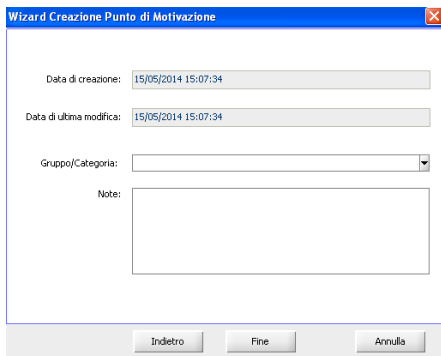 Wizard Creazione Punto di Motivazione
Data di creazione: 15/05/2014 15:07:34
Data di ultima modifica: 15/05/2014 15:07:34
Gruppo/Categoria:
Note:
Indietro Fine Annulla